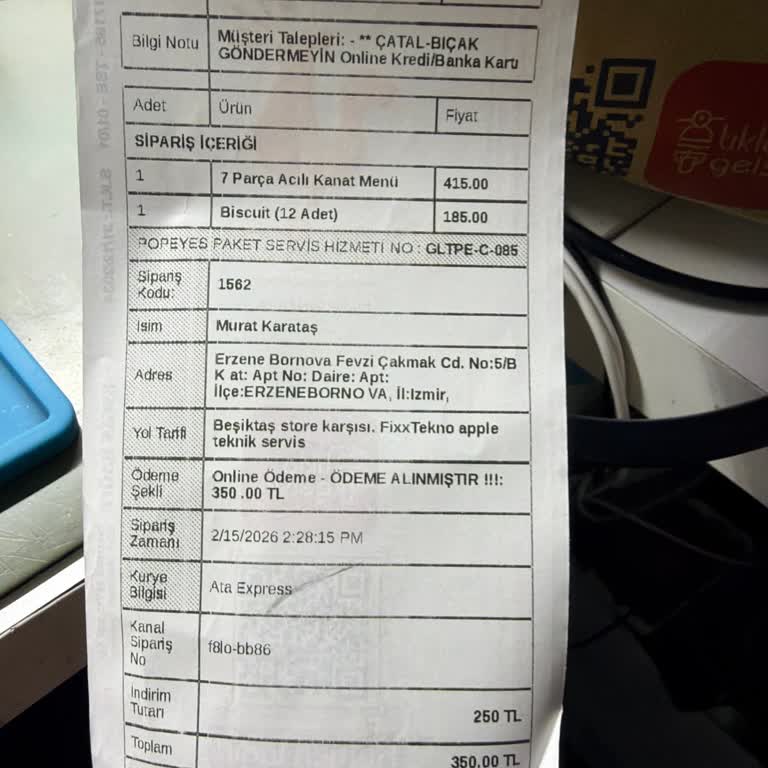 Bilgi Notu
Müşteri Talepleri: - ** ÇATAL-BIÇAK
GÖNDERMEYİN Online Kredi/Banka Kartı
Adet Ürün Fiyat
SİPARİŞ İÇERİĞİ
1 7 Parça Acılı Kanat Menü 415.00
1 Biscuit (12 Adet) 185.00
POPEYES PAKET SERVİS HİZMETİ NO : GLTPE-C-085
Sipariş
Kodu:
1562
İsim Murat Karataş
Adres
Erzene Bornova Fevzi Çakmak Cd. No:5/B
K at: Apt No: Daire: Apt:
İlçe:ERZENEBORNO VA, İl:Izmir,
Yol Tarifi
Beşiktaş store karşısı. FixxTekno apple
teknik servis
Ödeme
Şekli
Online Ödeme - ÖDEME ALINMIŞTIR !!!:
350 .00 TL
Sipariş
Zamanı
2/15/2026 2:28:15 PM
Kurye
Bilgisi
Ata Express
Kanal
Sipariş
No
f8lo-bb86
İndirim
Tutarı
250 TL
Toplam 350.00 TL